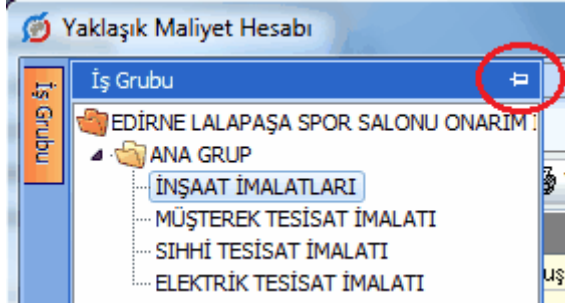 Yaklaşık Maliyet Hesabı
İş Grubu
İş Grubu
EDİRNE LALAPAŞA SPOR SALONU ONARIM
ANA GRUP
İNŞAAT İMALATLARI
MÜŞTEREK TESİSAT İMALATI
SIHHİ TESİSAT İMALATI
ELEKTRİK TESİSAT İMALATI